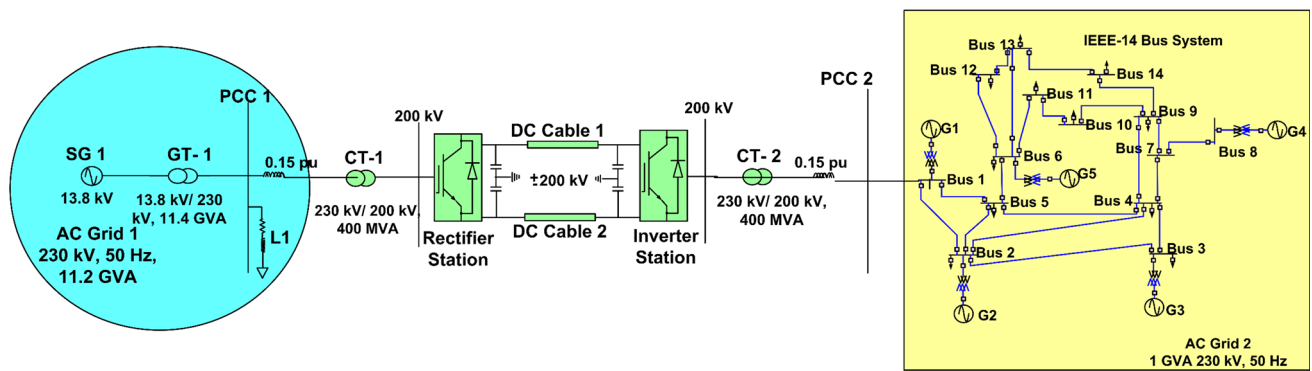 PCC 1
SG 1
GT- 1
13.8 kV
13.8 kV/ 230
kV, 11.4 GVA
0.15 pu
L1
AC Grid 1
230 kV, 50 Hz,
11.2 GVA
CT-1
230 kV/ 200 kV,
400 MVA
200 kV
Rectifier
Station
DC Cable 1
±200 kV
DC Cable 2
200 kV
Inverter
Station
CT- 2
230 kV/ 200 kV,
400 MVA
0.15 pu
PCC 2
IEEE-14 Bus System
Bus 13
Bus 12
Bus 14
Bus 11
Bus 9
Bus 10
G1
G4
Bus 7
Bus 8
Bus 6
G5
Bus 1
Bus 5
Bus 4
Bus 2
Bus 3
G2
G3
AC Grid 2
1 GVA 230 kV, 50 Hz